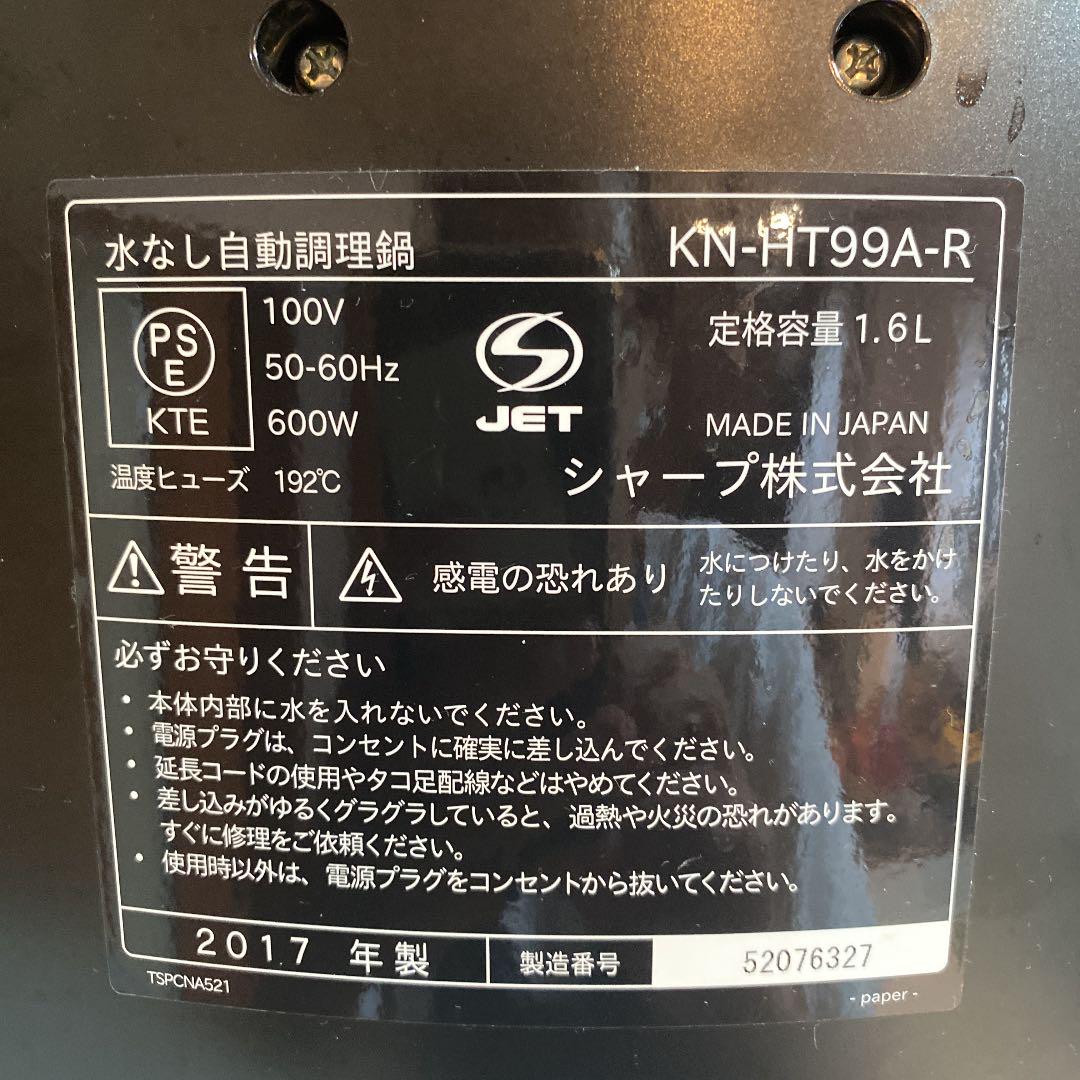 水なし自動調理鍋 KN-HT99A-R
PSE
KTE
100V
50-60Hz
600W
温度ヒューズ 192℃
JET
定格容量 1.6L
MADE IN JAPAN
シャープ株式会社
警告
感電の恐れあり
水につけたり、水をかけ
たりしないでください。
必ずお守りください
・本体内部に水を入れないでください。
・電源プラグは、コンセントに確実に差し込んでください。
・延長コードの使用やタコ足配線などはやめてください。
・差し込みがゆるくグラグラしていると、過熱や火災の恐れがあります。
すぐに修理をご依頼ください。
・使用時以外は、電源プラグをコンセントから抜いてください。
2017 年製 製造番号 52076327
TSPCNA521
- paper -